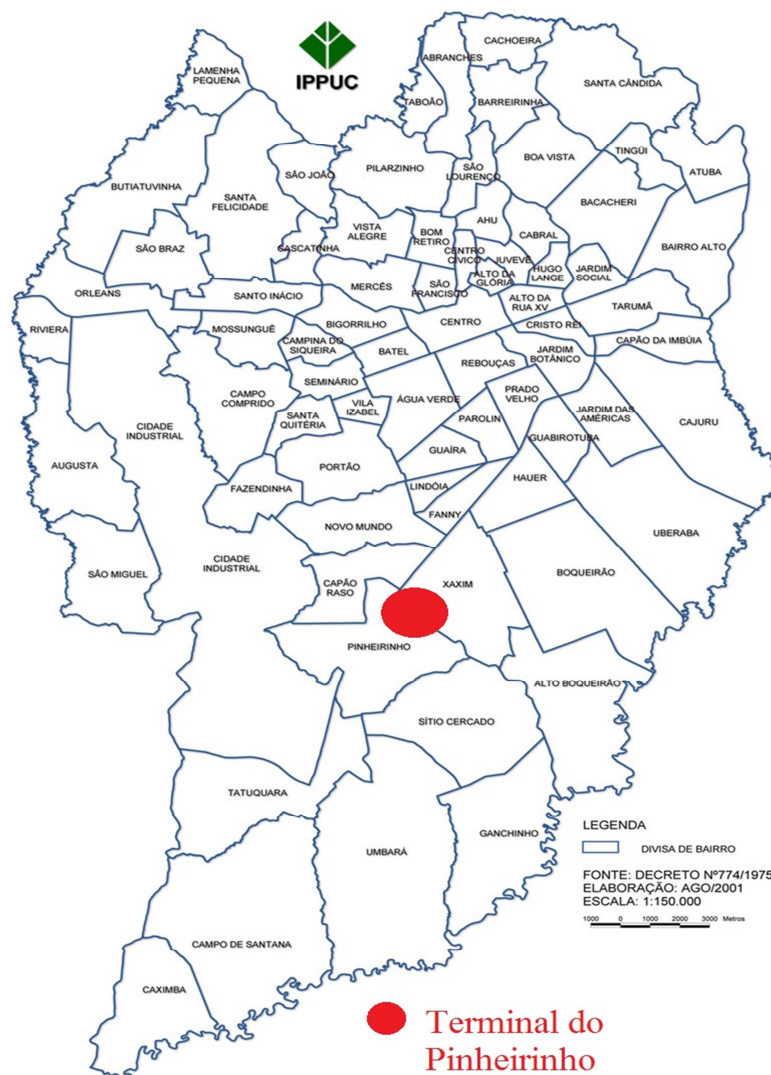 CACHOEIRA
ABRANCHES
IPPUC
LAMENHA
PEQUENA
SANTA CÂNDIDA
TABOÃO
BARREIRINHA
TINGÜI
BOA VISTA
PILARZINHO
SÃO
LOURENÇO
SÃO JOÃO
ATUBA
BUTIATUVINHA
SANTA
FELICIDADE
BACACHERI
AHU
VISTA
ALEGRE
BOM
RETIRO
CABRAL
SÃO BRAZ
CASCATINHA
CENTRO
CÍVICO
BAIRRO ALTO
JUVEVÊ
HUGO
LANGE
JARDIM
SOCIAL
ALTO DA
GLÓRIA
ORLEANS
SANTO INÁCIO
MERCÊS
SÃO
FRANCISCO
ALTO DA
RUA XV
TARUMÃ
RIVIERA
MOSSUNGUÊ
BIGORRILHO
CENTRO
CRISTO REI
CAMPINA DO
SIQUEIRA
BATEL
CAPÃO DA IMBÚIA
JARDIM
BOTÂNICO
REBOUÇAS
SEMINÁRIO
CAMPO
COMPRIDO
PRADO
VELHO
VILA
IZABEL
ÁGUA VERDE
CIDADE
INDUSTRIAL
SANTA
QUITÉRIA
PAROLIN
JARDIM DAS
AMÉRICAS
CAJURU
GUABIROTUBA
GUAÍRA
AUGUSTA
PORTÃO
HAUER
FAZENDINHA
LINDÓIA
FANNY
NOVO MUNDO
UBERABA
CIDADE
INDUSTRIAL
SÃO MIGUEL
BOQUEIRÃO
CAPÃO
RASO
XAXIM
PINHEIRINHO
ALTO BOQUEIRÃO
SÍTIO CERCADO
TATUQUARA
GANCHINHO
UMBARÁ
LEGENDA
DIVISA DE BAIRRO
FONTE: DECRETO Nº774/1975
ELABORAÇÃO: AGO/2001
ESCALA: 1:150.000
1000 0 1000 2000 3000 Metros
CAMPO DE SANTANA
CAXIMBA
Terminal do
Pinheirinho